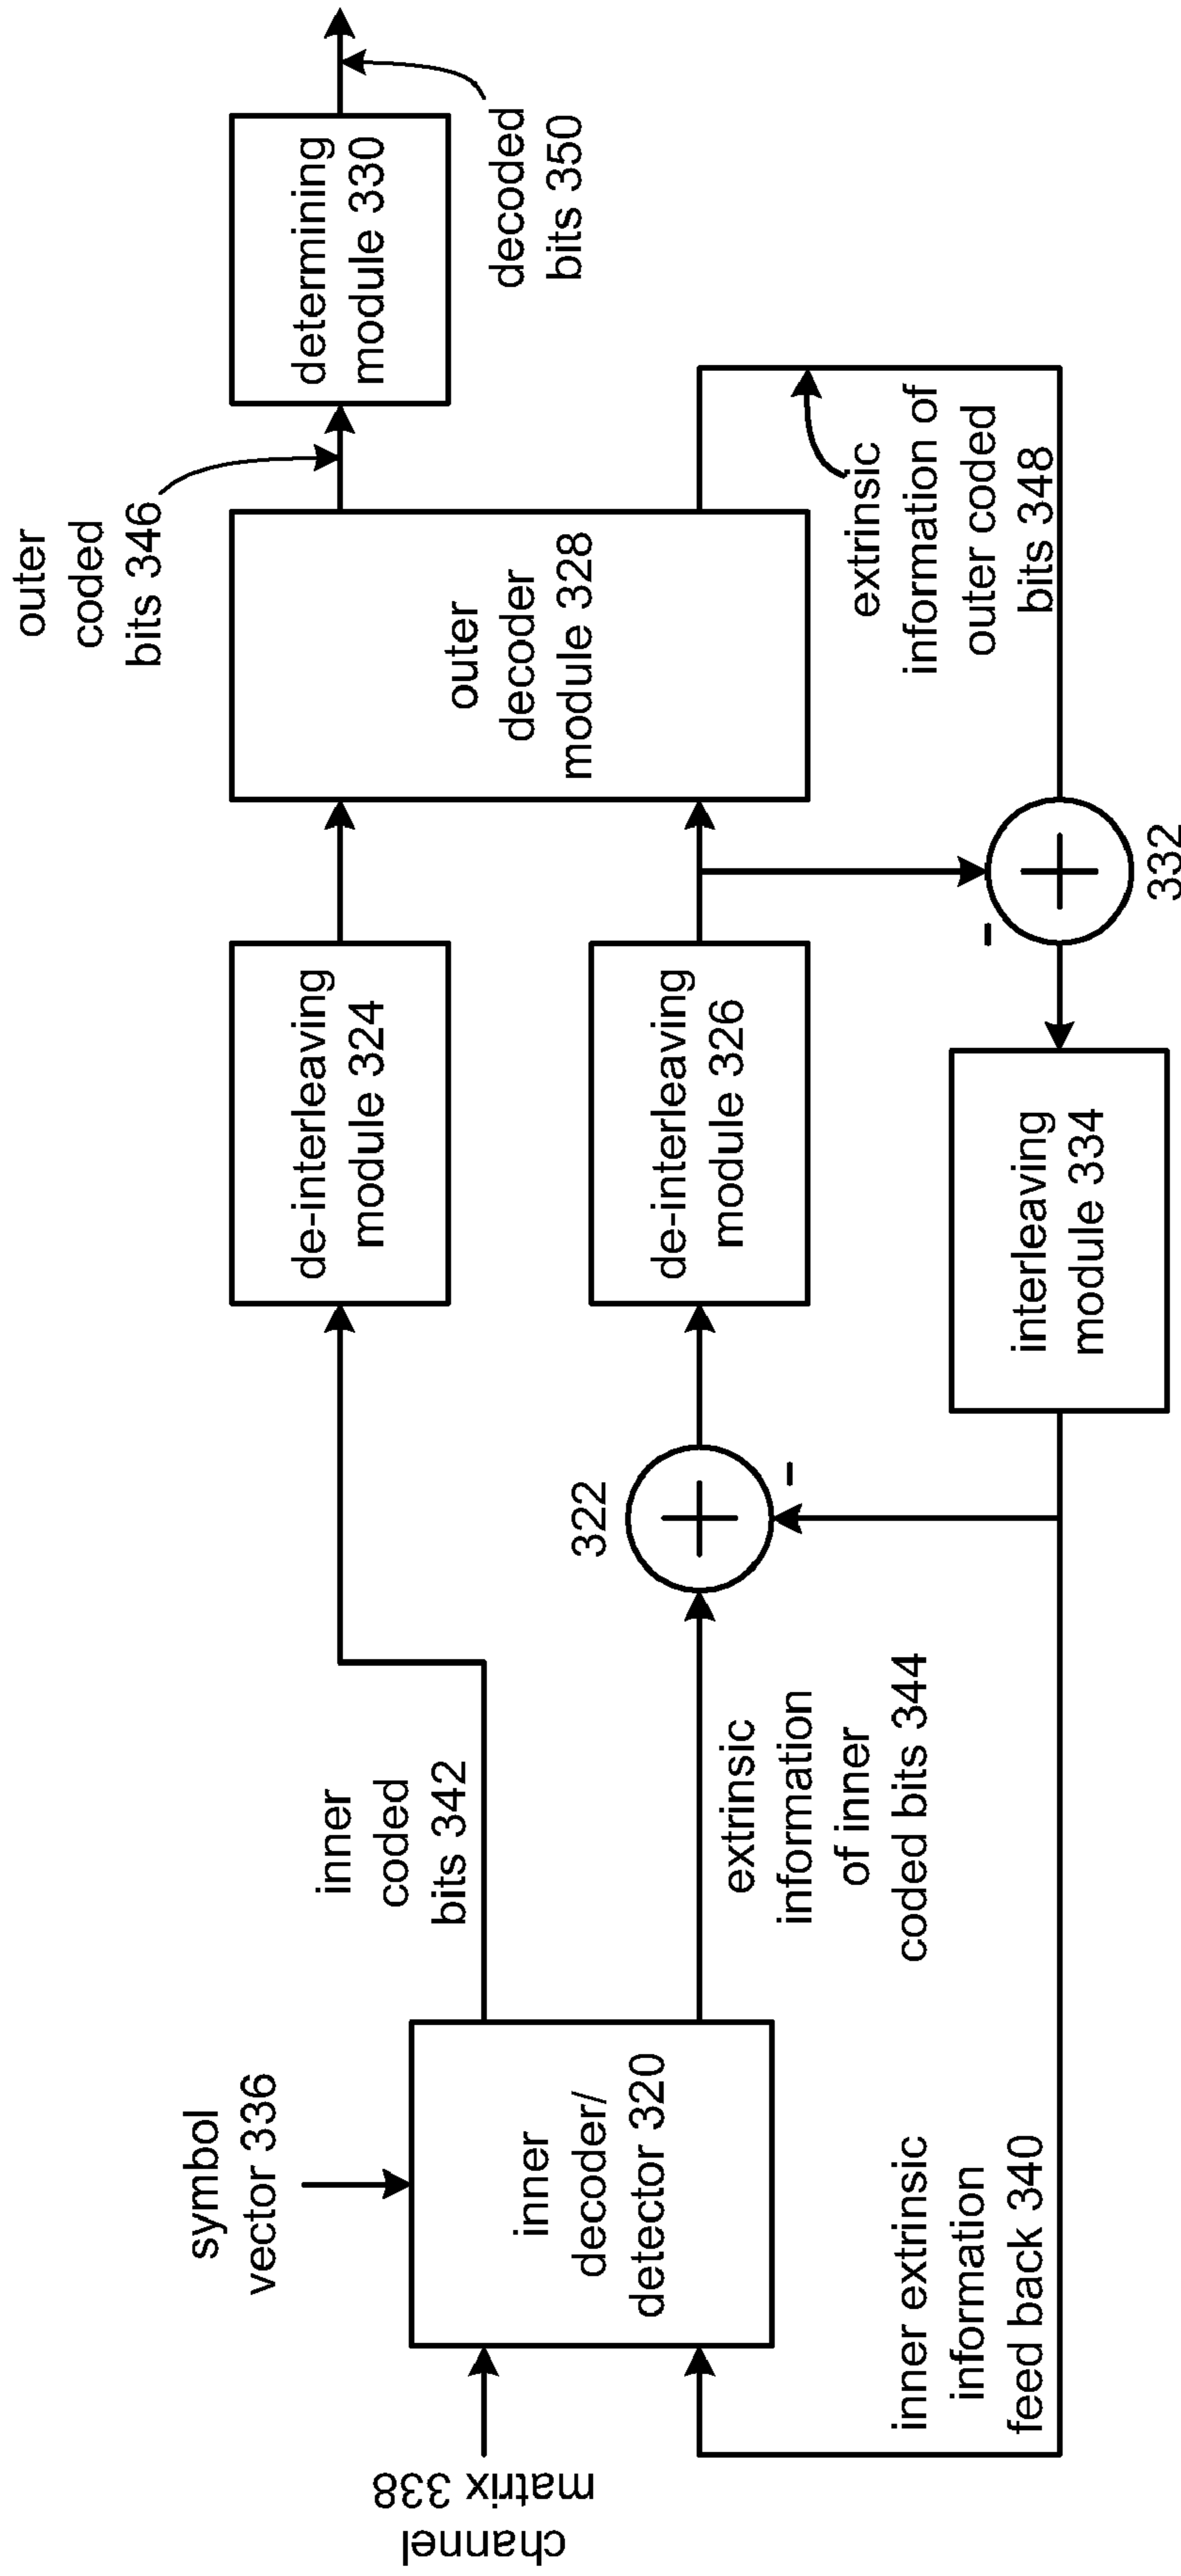 symbol
vector 336
channel
matrix 338
inner
decoder/
detector 320
inner extrinsic
information
feed back 340
inner
coded
bits 342
extrinsic
information
of inner
coded bits 344
322
-
+
de-interleaving
module 324
de-interleaving
module 326
interleaving
module 334
-
+
332
outer
decoder
module 328
outer
coded
bits 346
extrinsic
information of
outer coded
bits 348
determining
module 330
decoded
bits 350